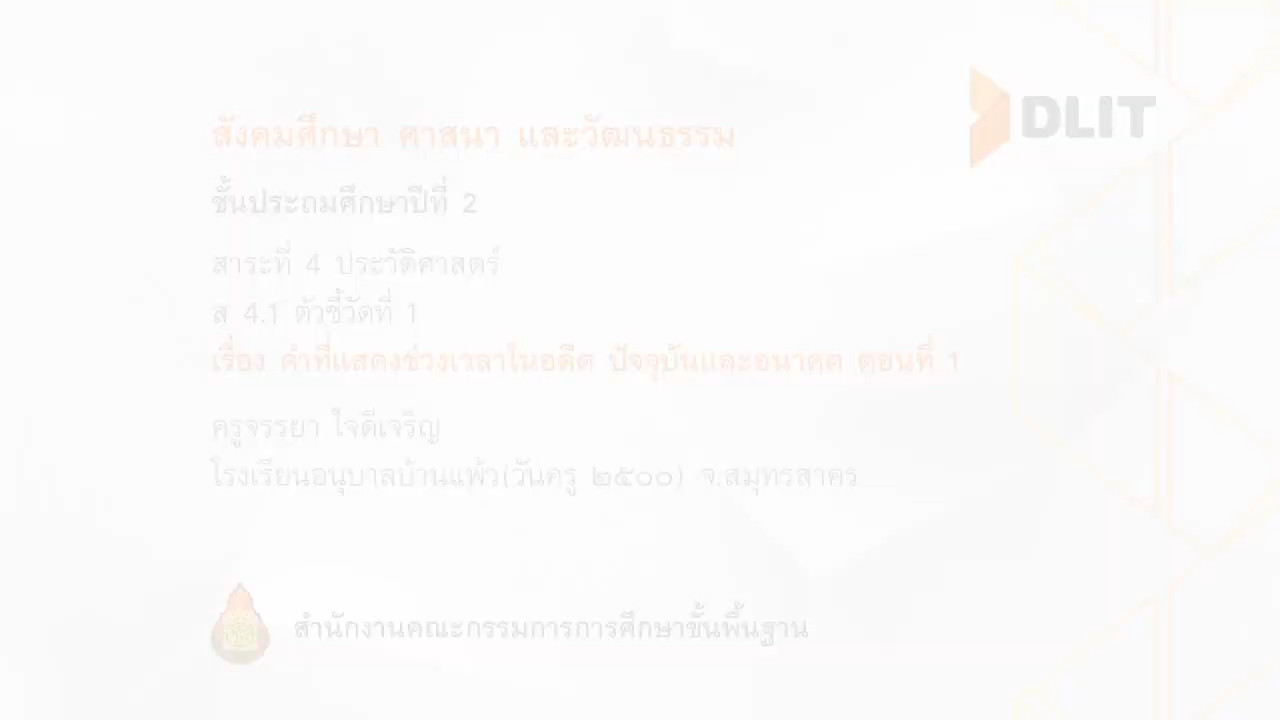 สังคมศึกษา ศาสนา และวัฒนธรรม
DLIT
ชั้นประถมศึกษาปีที่ 2
สาระที่ 4 ประวัติศาสตร์
ส 4.1 ตัวชี้วัดที่ 1
เรื่อง คำที่แสดงช่วงเวลาในอดีต ปัจจุบันและอนาคต ตอนที่ 1
ครูจรรยา ใจดีเจริญ
โรงเรียนอนุบาลบ้านแพ้ว(วันครู ๒๕๐๐) จ.สมุทรสาคร
สำนักงานคณะกรรมการการศึกษาขั้นพื้นฐาน